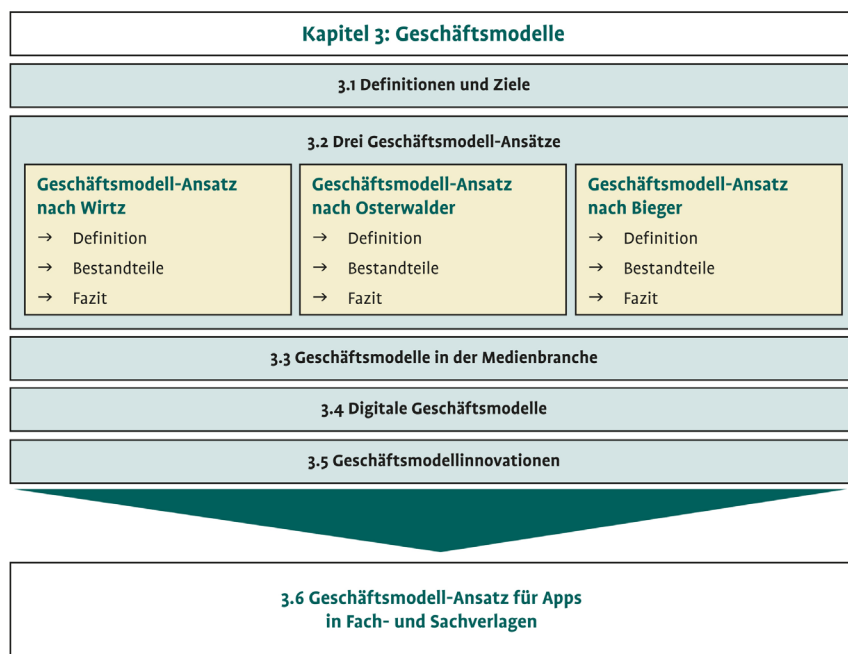 Kapitel 3: Geschäftsmodelle
3.1 Definitionen und Ziele
3.2 Drei Geschäftsmodell-Ansätze
Geschäftsmodell-Ansatz
nach Wirtz
→ Definition
→ Bestandteile
→ Fazit
Geschäftsmodell-Ansatz
nach Osterwalder
→ Definition
→ Bestandteile
→ Fazit
Geschäftsmodell-Ansatz
nach Bieger
→ Definition
→ Bestandteile
→ Fazit
3.3 Geschäftsmodelle in der Medienbranche
3.4 Digitale Geschäftsmodelle
3.5 Geschäftsmodellinnovationen
3.6 Geschäftsmodell-Ansatz für Apps
in Fach- und Sachverlagen